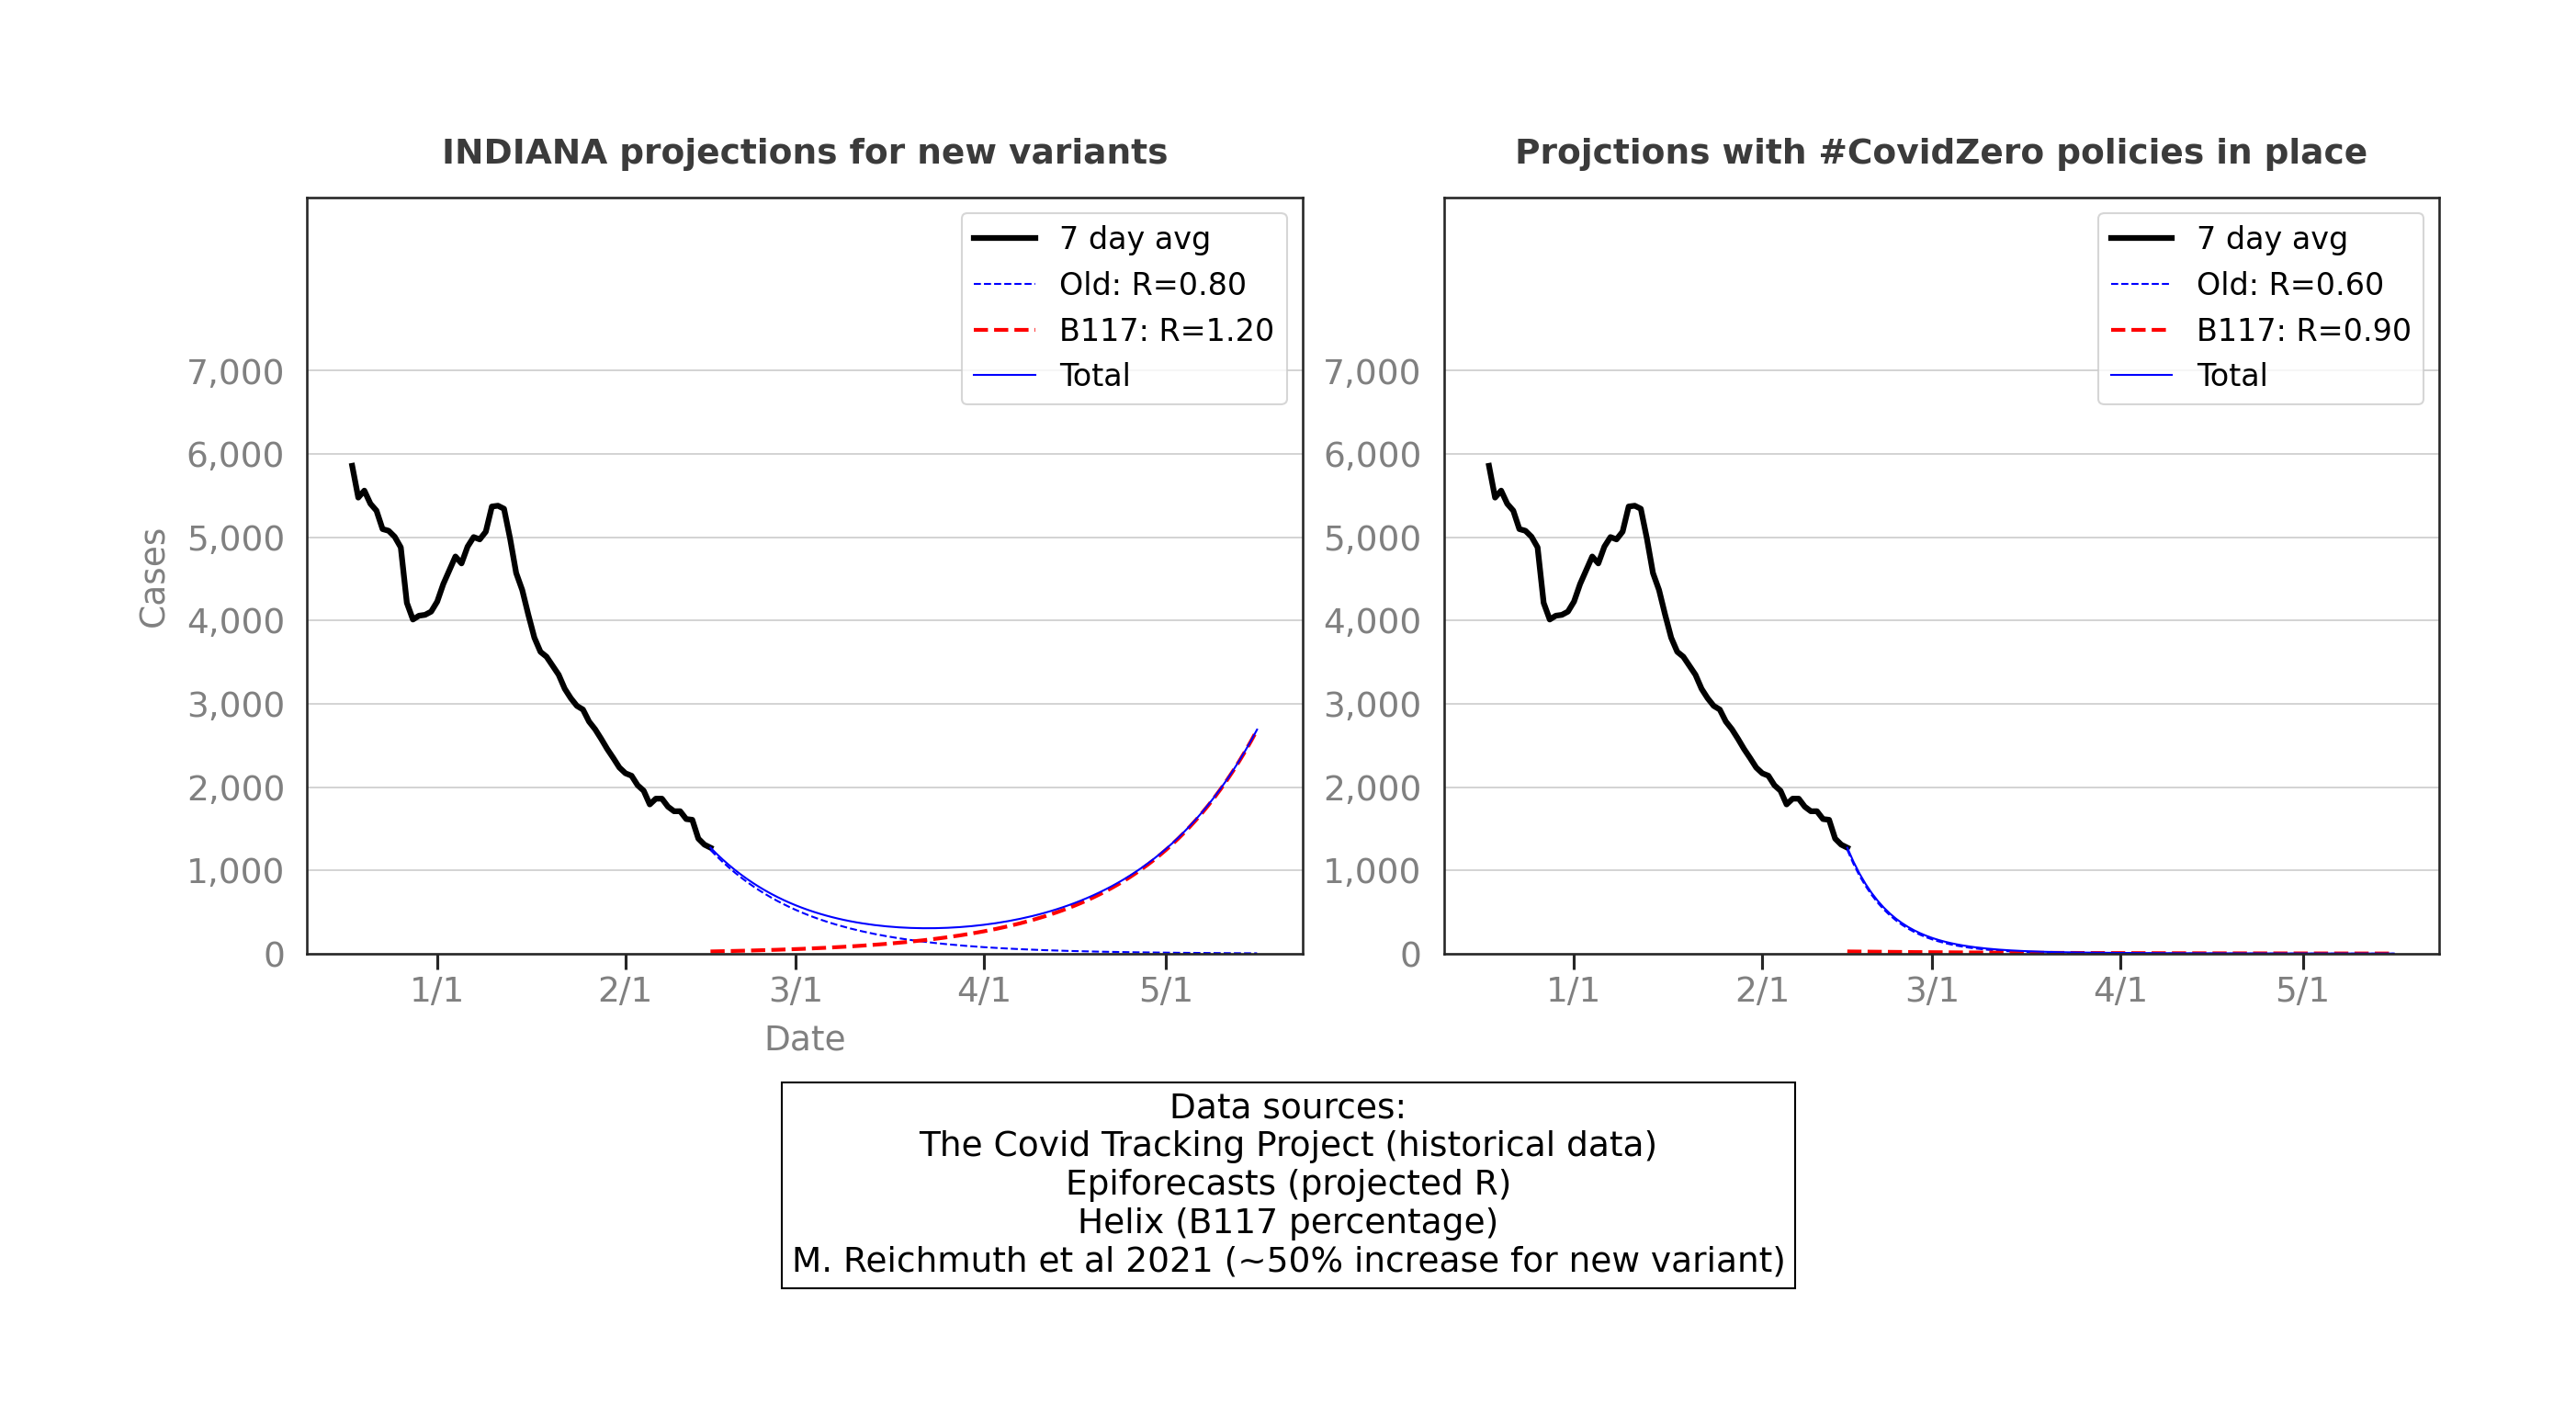 INDIANA projections for new variants
7 day avg
Old: R=0.80
B117: R=1.20
Total
Cases
7,000
6,000
5,000
4,000
3,000
2,000
1,000
0
1/1 2/1 3/1 4/1 5/1
Date
Projctions with #CovidZero policies in place
7 day avg
Old: R=0.60
B117: R=0.90
Total
7,000
6,000
5,000
4,000
3,000
2,000
1,000
0
1/1 2/1 3/1 4/1 5/1
Data sources:
The Covid Tracking Project (historical data)
Epiforecasts (projected R)
Helix (B117 percentage)
M. Reichmuth et al 2021 (~50% increase for new variant)